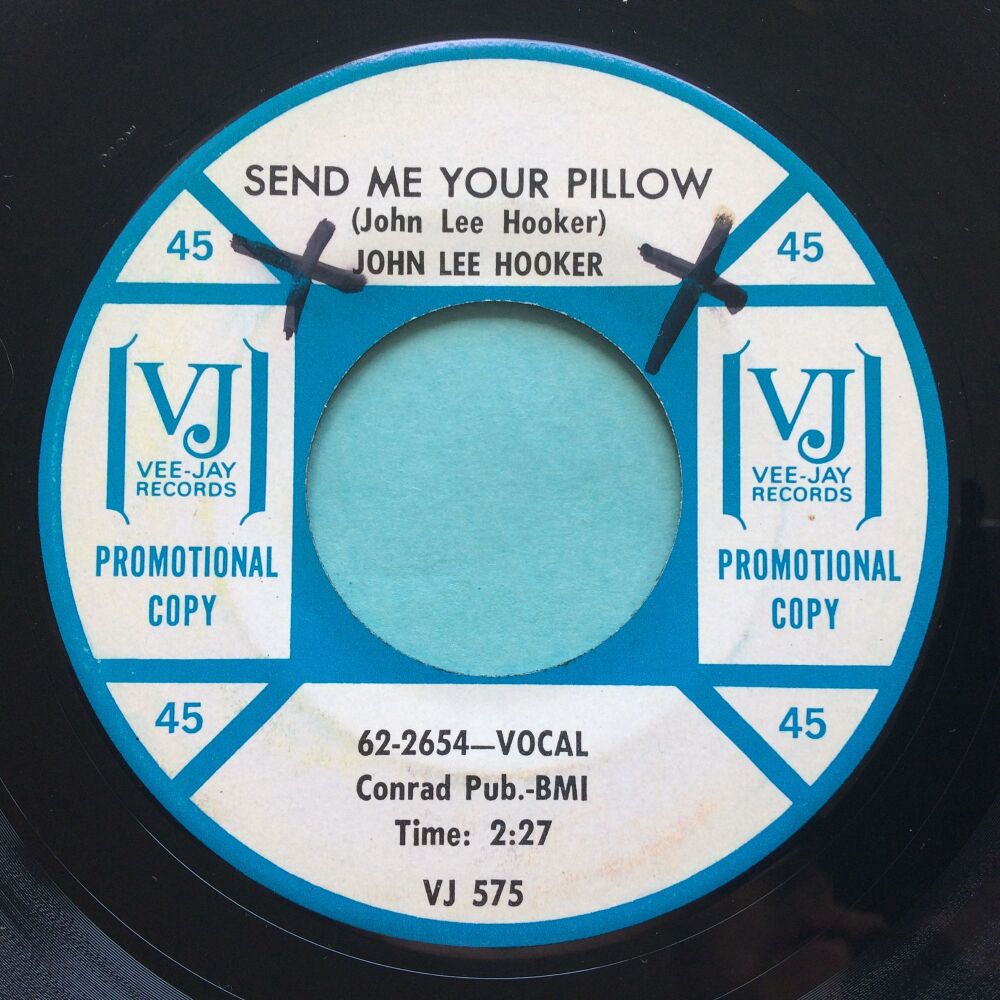 SEND ME YOUR PILLOW
(John Lee Hooker)
JOHN LEE HOOKER
45
45
VJ
VEE-JAY
RECORDS
PROMOTIONAL
COPY
VJ
VEE-JAY
RECORDS
PROMOTIONAL
COPY
45
45
62-2654—VOCAL
Conrad Pub.-BMI
Time: 2:27
VJ 575